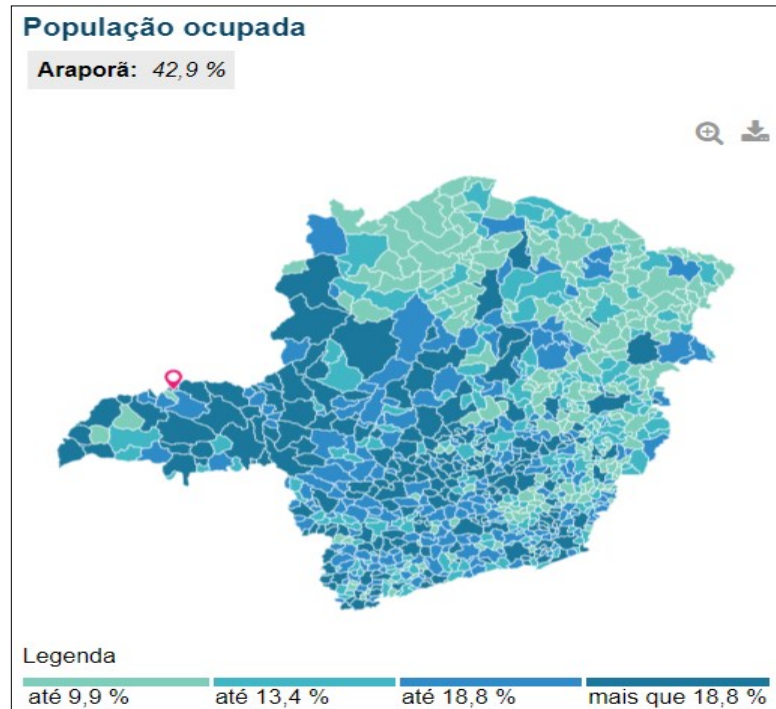 População ocupada
Araporã: 42,9 %
Legenda
até 9,9 % até 13,4 % até 18,8 % mais que 18,8 %